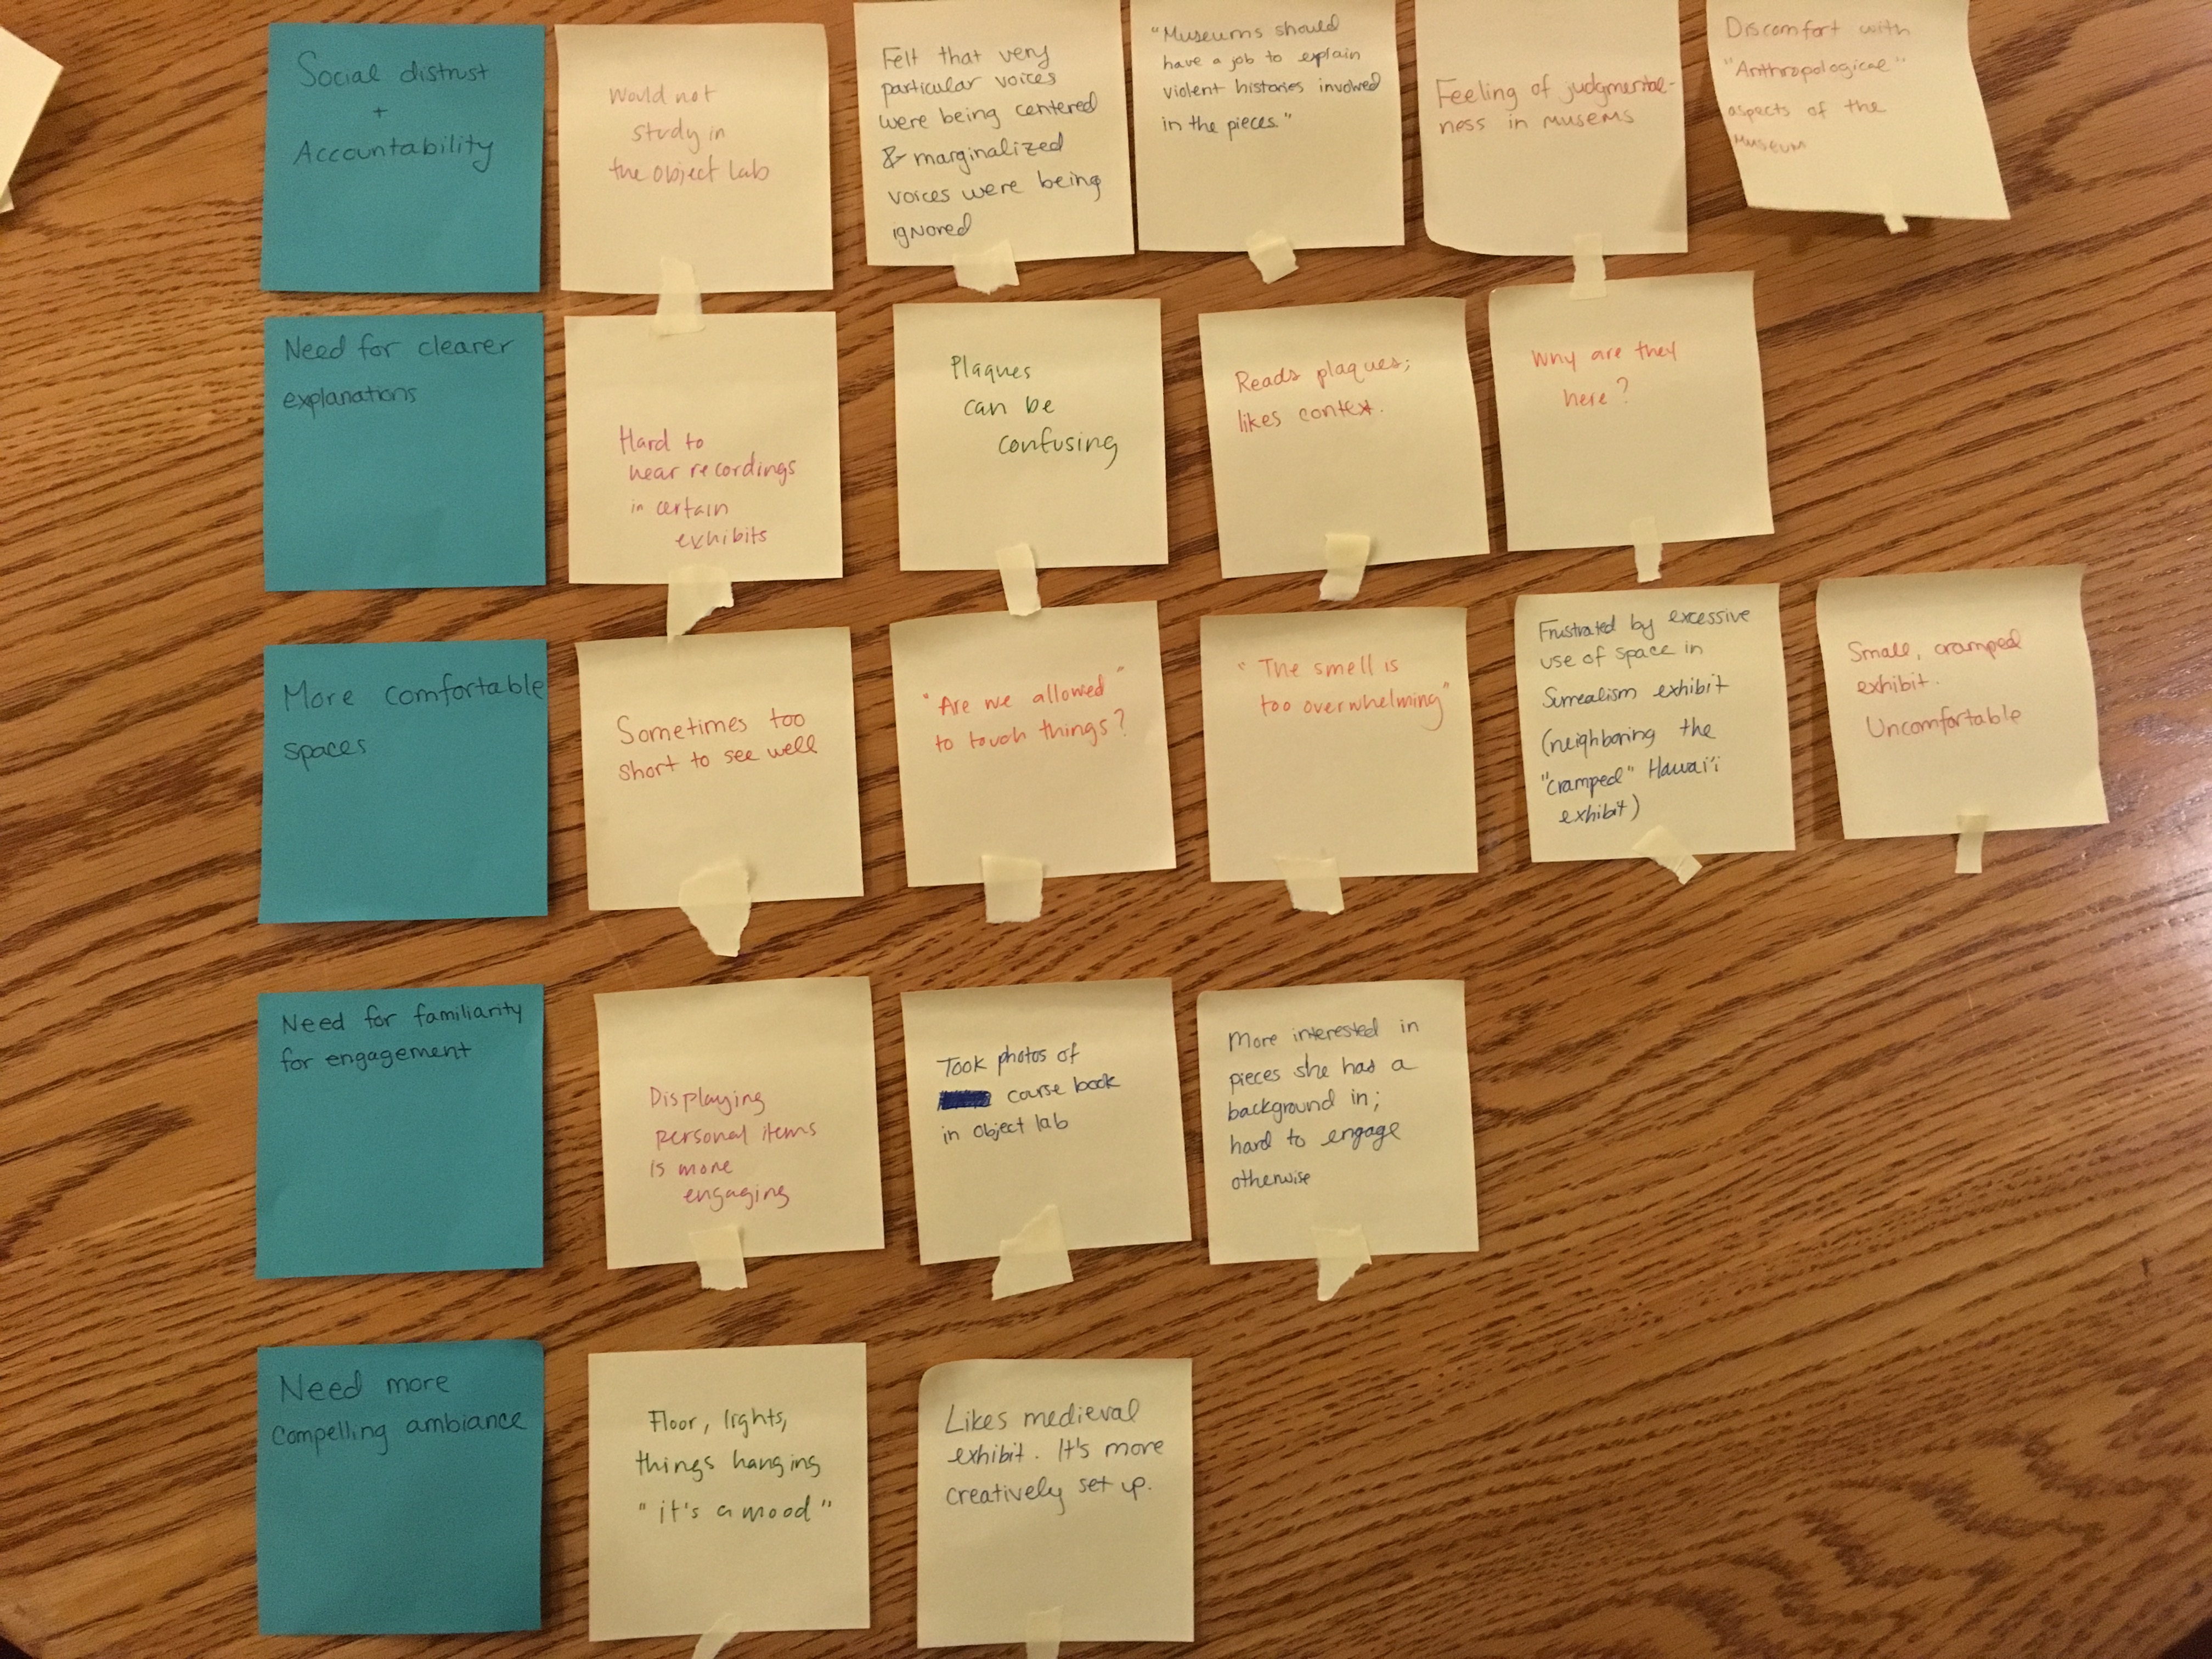 Social distrust
+
Accountability
Would not
study in
the object lab
Felt that very
particular voices
were being centered
& marginalized
voices were being
ignored
"Museums should
have a job to explain
violent histories involved
in the pieces."
Feeling of judgmental-
ness in musems
Discomfort with
"Anthropological"
aspects of the
Museum
Need for clearer
explanations
Hard to
hear recordings
in certain
exhibits
Plaques
can be
confusing
Reads plaques;
likes context.
Why are they
here?
More comfortable
spaces
Sometimes too
short to see well
"Are we allowed"
to touch things?
"The smell is
too overwhelming"
Frustrated by excessive
use of space in
Surrealism exhibit
(neighboring the
"cramped" Hawai'i
exhibit)
Small, cramped
exhibit.
Uncomfortable
Need for familiarity
for engagement
Displaying
personal items
is more
engaging
Took photos of
course book
in object lab
More interested in
pieces she has a
background in;
hard to engage
otherwise
Need more
compelling ambiance
Floor, lights,
things hanging
"it's a mood"
Likes medieval
exhibit. It's more
creatively set up.